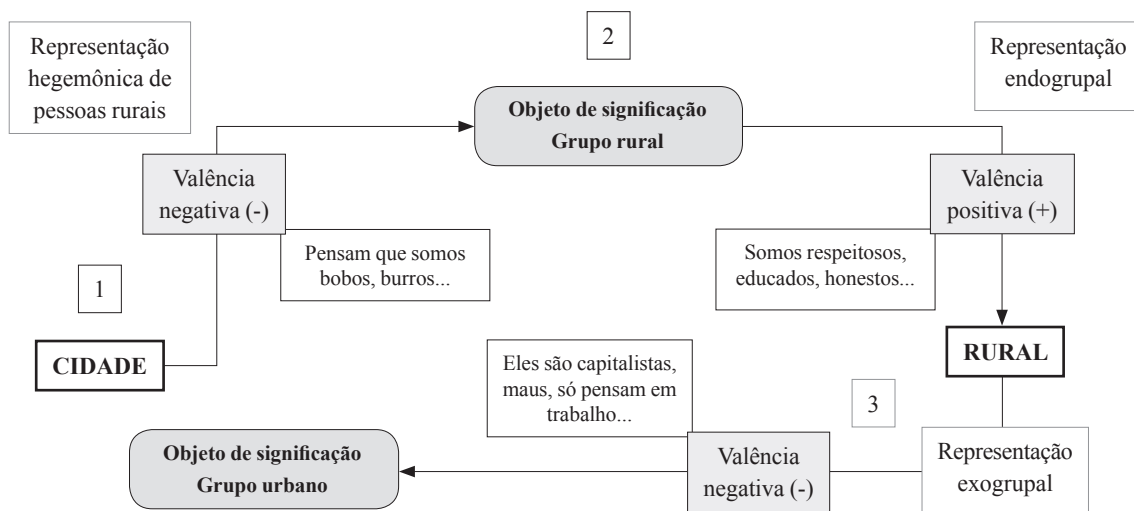 Representação
hegemônica de
pessoas rurais
2
Representação
endogrupal
Objeto de significação
Grupo rural
Valência
negativa (-)
Valência
positiva (+)
Pensam que somos
bobos, burros...
Somos respeitosos,
educados, honestos...
1
CIDADE
RURAL
Eles são capitalistas,
maus, só pensam em
trabalho...
3
Objeto de significação
Grupo urbano
Valência
negativa (-)
Representação
exogrupal